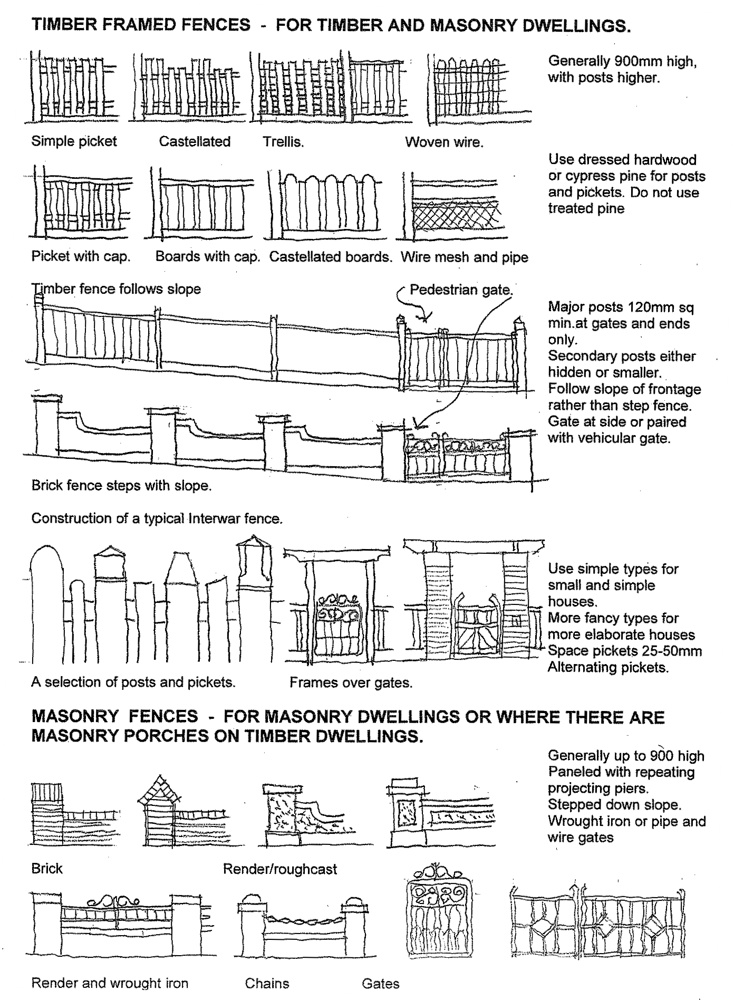 TIMBER FRAMED FENCES - FOR TIMBER AND MASONRY DWELLINGS.
Generally 900mm high,
with posts higher.
Simple picket
Castellated
Trellis.
Woven wire.
Use dressed hardwood
or cypress pine for posts
and pickets. Do not use
treated pine
Picket with cap.
Boards with cap.
Castellated boards.
Wire mesh and pipe
Timber fence follows slope
Pedestrian gate.
Major posts 120mm sq
min.at gates and ends
only.
Secondary posts either
hidden or smaller.
Follow slope of frontage
rather than step fence.
Gate at side or paired
with vehicular gate.
Brick fence steps with slope.
Construction of a typical Interwar fence.
Use simple types for
small and simple
houses.
More fancy types for
more elaborate houses
Space pickets 25-50mm
Alternating pickets.
A selection of posts and pickets.
Frames over gates.
MASONRY FENCES - FOR MASONRY DWELLINGS OR WHERE THERE ARE
MASONRY PORCHES ON TIMBER DWELLINGS.
Generally up to 900 high
Paneled with repeating
projecting piers.
Stepped down slope.
Wrought iron or pipe and
wire gates
Brick
Render/roughcast
Render and wrought iron
Chains
Gates